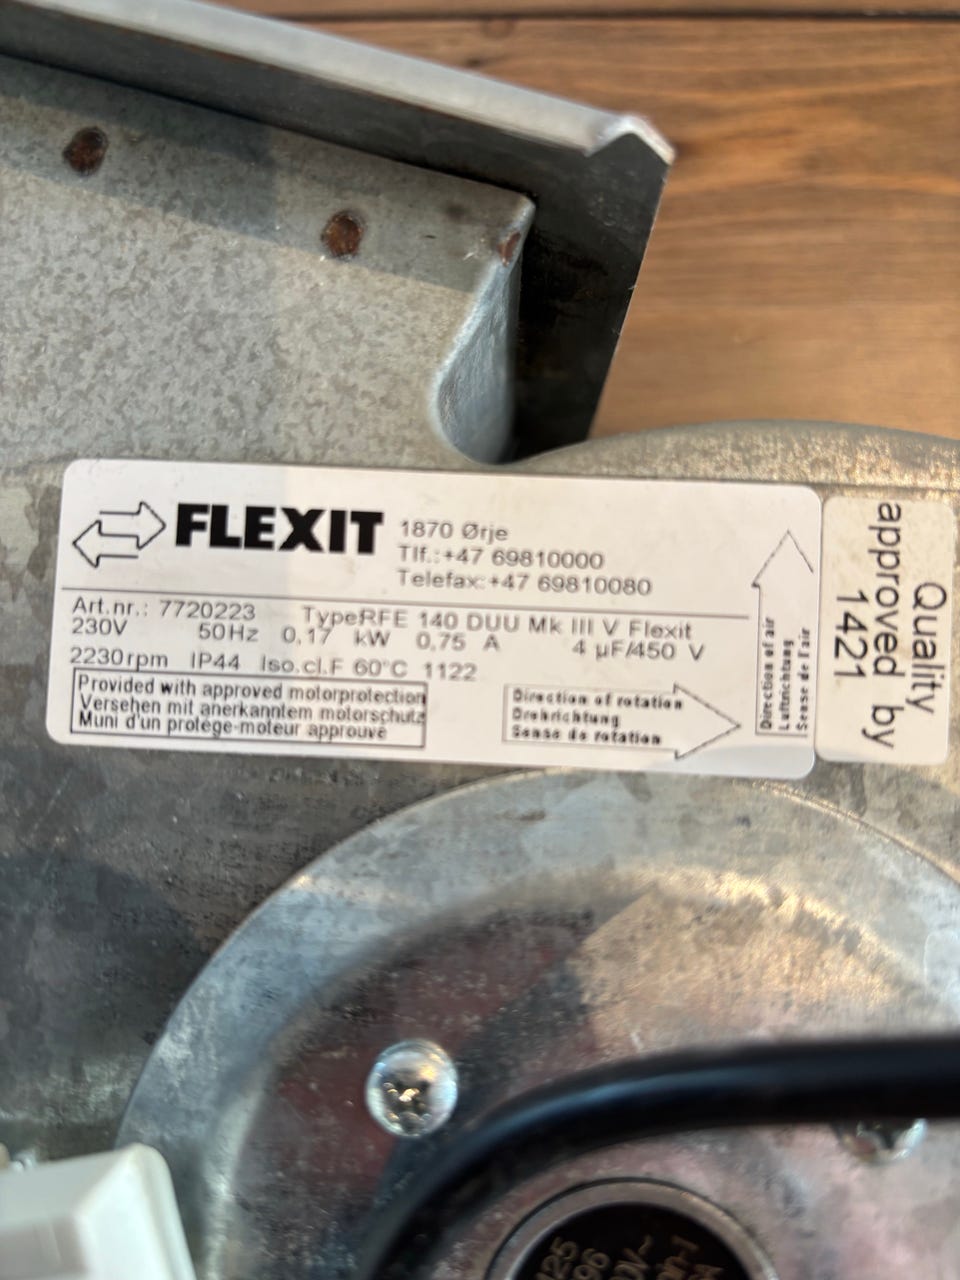 FLEXIT
1870 Ørje
Tlf.:+47 69810000
Telefax:+47 69810080
Art.nr.: 7720223 TypeRFE 140 DUU Mk III V Flexit
230V 50Hz 0,17 kW 0,75 A 4 µF/450 V
2230rpm IP44 Iso.cl.F 60°C 1122
Provided with approved motorprotection
Versehen mit anerkanntem motorschutz
Muni d'un protège-moteur approuvé
Direction of rotation
Drehrichtung
Sense de rotation
Direction of air
Luftrichtung
Sense de l'air
Quality
approved by
1421